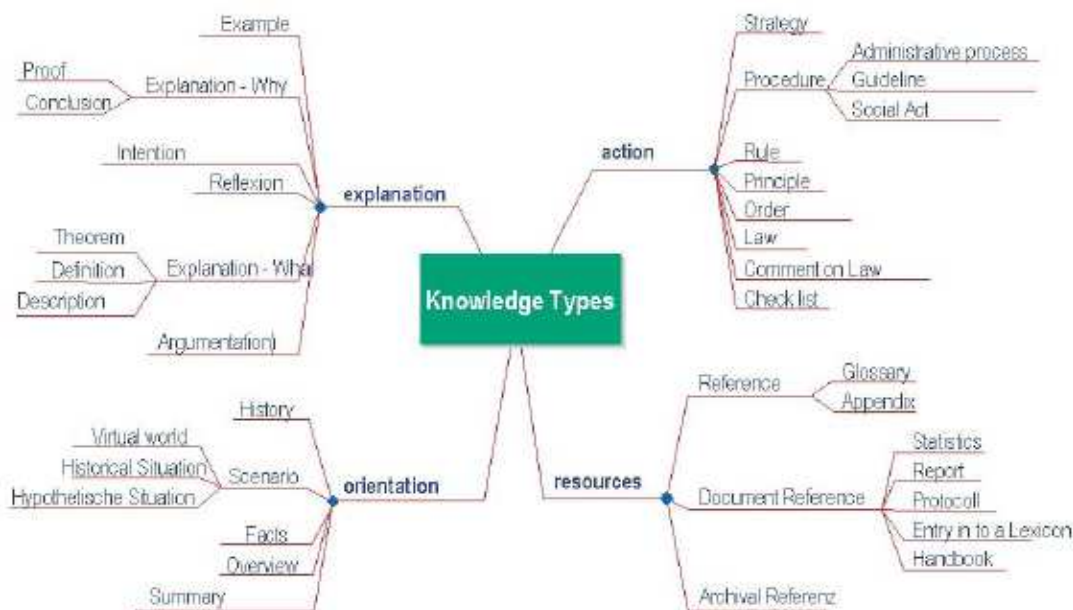 Knowledge Types
explanation
Example
Explanation - Why
Proof
Conclusion
Intention
Reflexion
Explanation - What
Theorem
Definition
Description
Argumentation)
action
Strategy
Procedure
Administrative process
Guideline
Social Act
Rule
Principle
Order
Law
Comment on Law
Check list
orientation
History
Scenario
Virtual world
Historical Situation
Hypothetische Situation
Facts
Overview
Summary
resources
Reference
Glossary
Appendix
Document Reference
Statistics
Report
Protocoll
Entry in to a Lexicon
Handbook
Archival Referenz